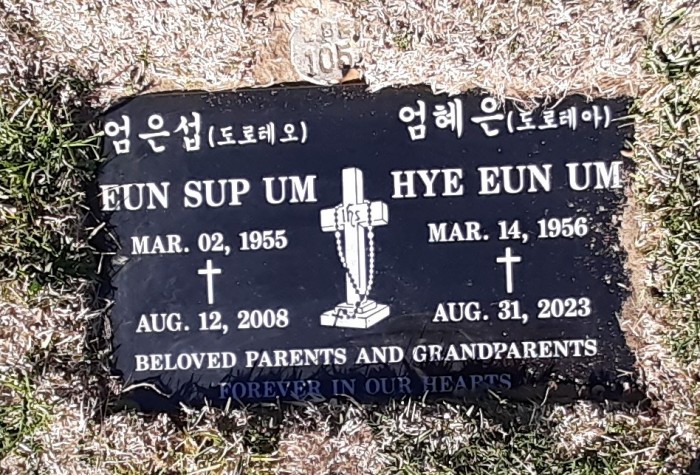 BL
105
엄은섭(도로테오)
EUN SUP UM
MAR. 02, 1955
AUG. 12, 2008
엄혜은(도로테아)
HYE EUN UM
MAR. 14, 1956
AUG. 31, 2023
BELOVED PARENTS AND GRANDPARENTS
FOREVER IN OUR HEARTS